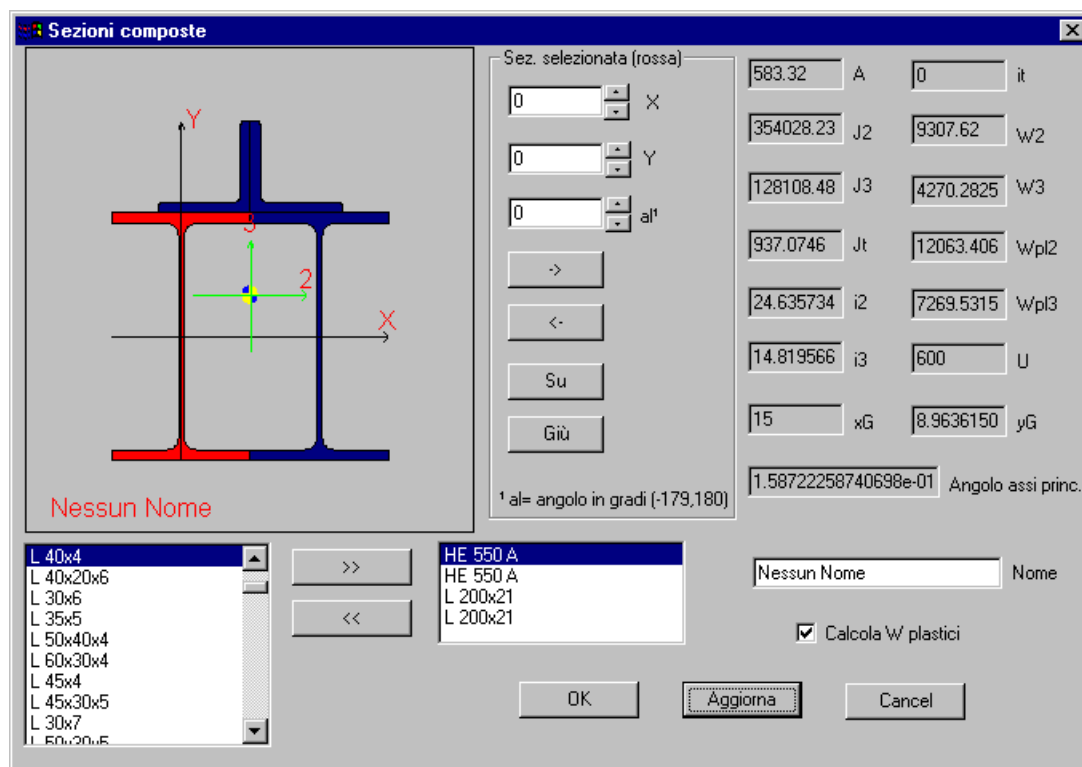 Sezioni composte
Y
3
2
X
Nessun Nome
Sez. selezionata (rossa)
0 X
0 Y
0 al¹
->
<-
Su
Giù
¹ al= angolo in gradi (-179,180)
583.32 A 0 it
354028.23 J2 9307.62 W2
128108.48 J3 4270.2825 W3
937.0746 Jt 12063.406 Wpl2
24.635734 i2 7269.5315 Wpl3
14.819566 i3 600 U
15 xG 8.9636150 yG
1.58722258740698e-01 Angolo assi princ.
L 40x4
L 40x20x6
L 30x6
L 35x5
L 50x40x4
L 60x30x4
L 45x4
L 45x30x5
L 30x7
L 50x30x5
>>
<<
HE 550 A
HE 550 A
L 200x21
L 200x21
Nessun Nome Nome
Calcola W plastici
OK
Aggiorna
Cancel